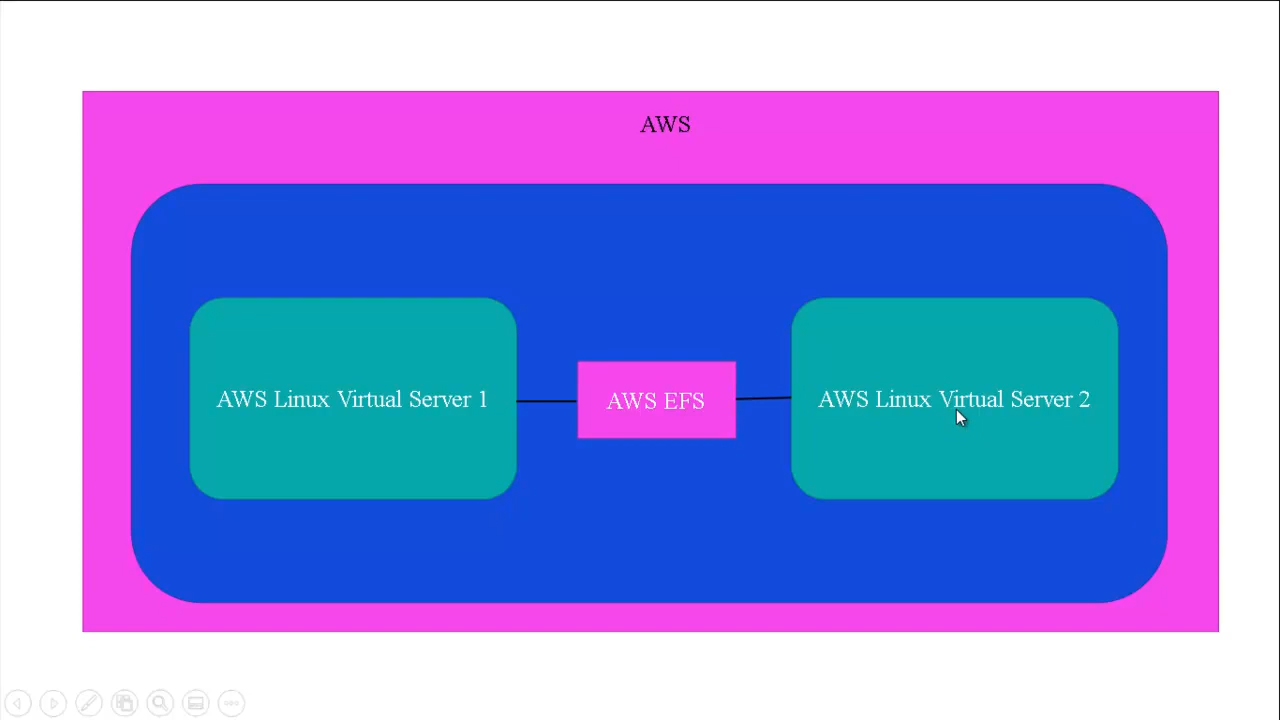 AWS
AWS Linux Virtual Server 1
AWS EFS
AWS Linux Virtual Server 2